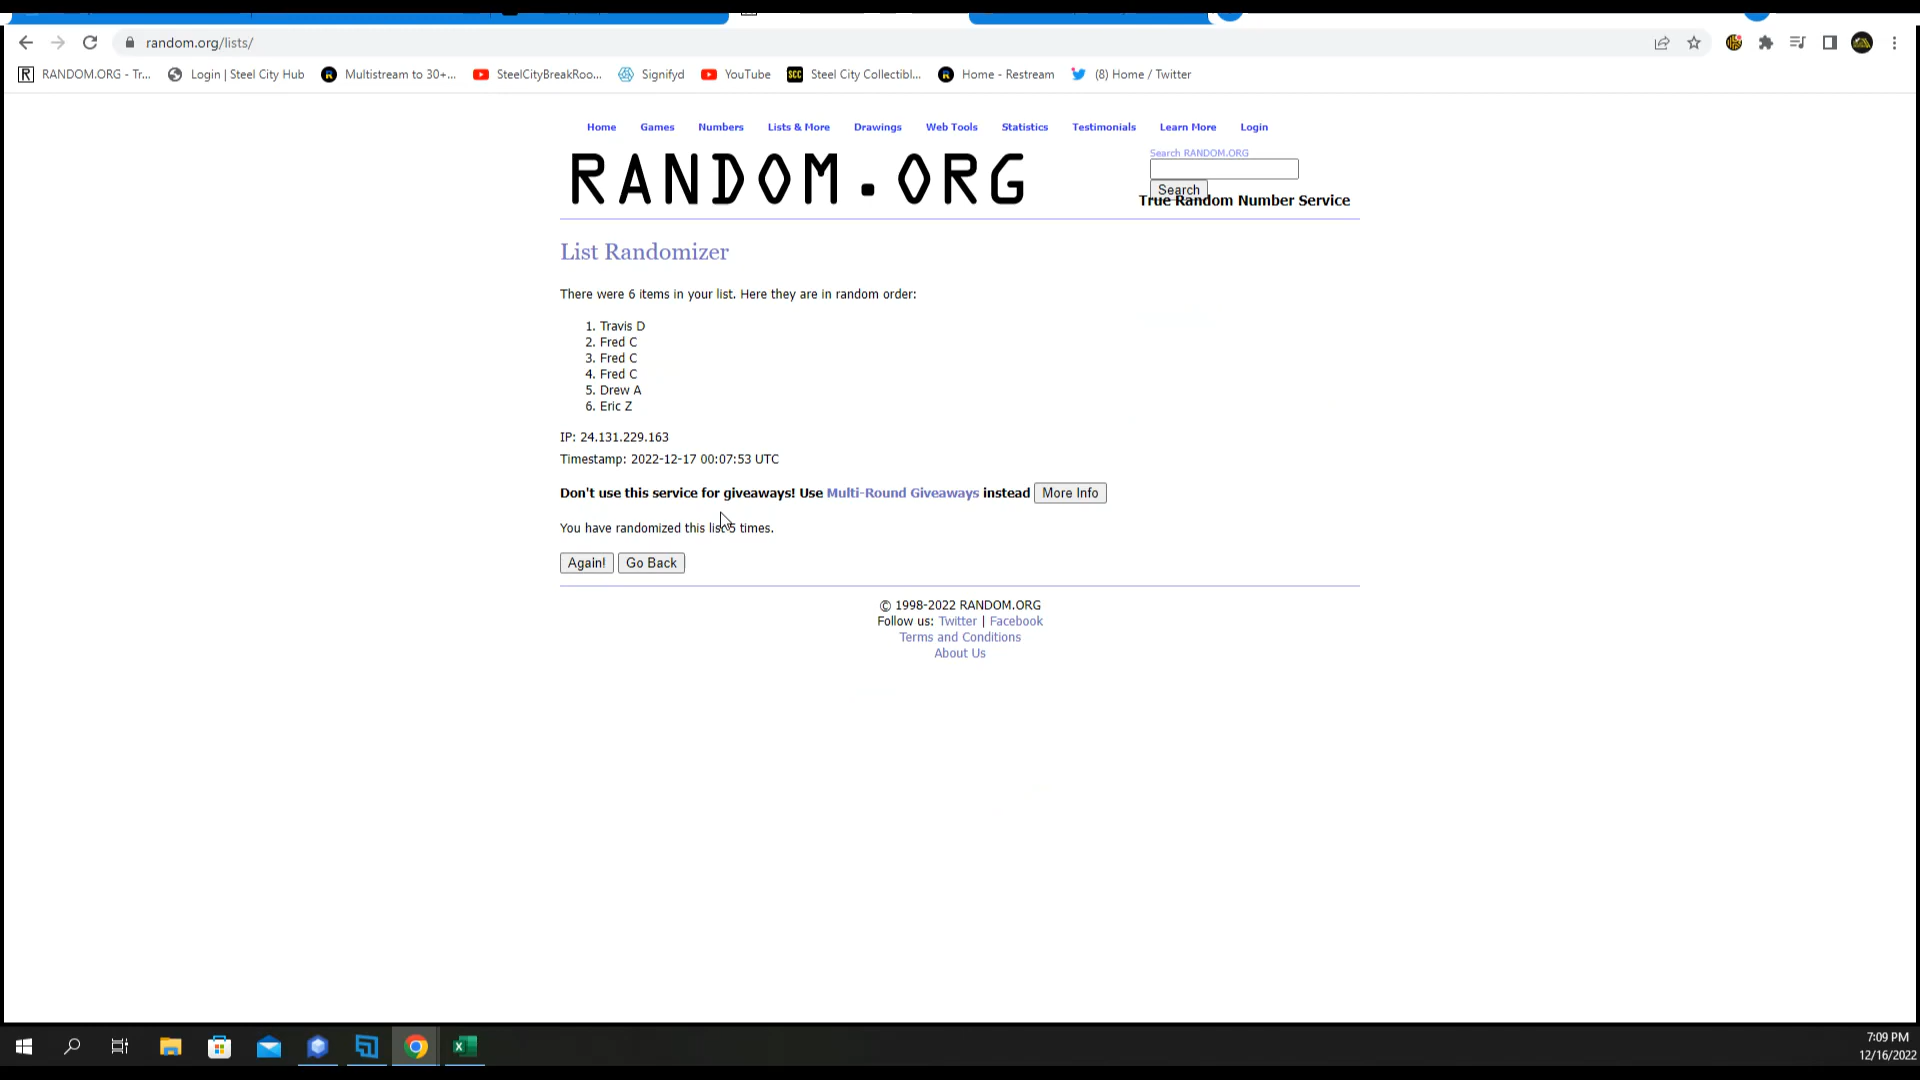 random.org/lists/
RANDOM.ORG - Tr... Login | Steel City Hub Multistream to 30+... SteelCityBreakRoo... Signifyd YouTube SCC Steel City Collectibl... Home - Restream (8) Home / Twitter
Home Games Numbers Lists & More Drawings Web Tools Statistics Testimonials Learn More Login
RANDOM.ORG
Search RANDOM.ORG
Search
True Random Number Service
List Randomizer
There were 6 items in your list. Here they are in random order:
1. Travis D
2. Fred C
3. Fred C
4. Fred C
5. Drew A
6. Eric Z
IP: 24.131.229.163
Timestamp: 2022-12-17 00:07:53 UTC
Don't use this service for giveaways! Use Multi-Round Giveaways instead More Info
You have randomized this list 5 times.
Again! Go Back
© 1998-2022 RANDOM.ORG
Follow us: Twitter | Facebook
Terms and Conditions
About Us
7:09 PM
12/16/2022